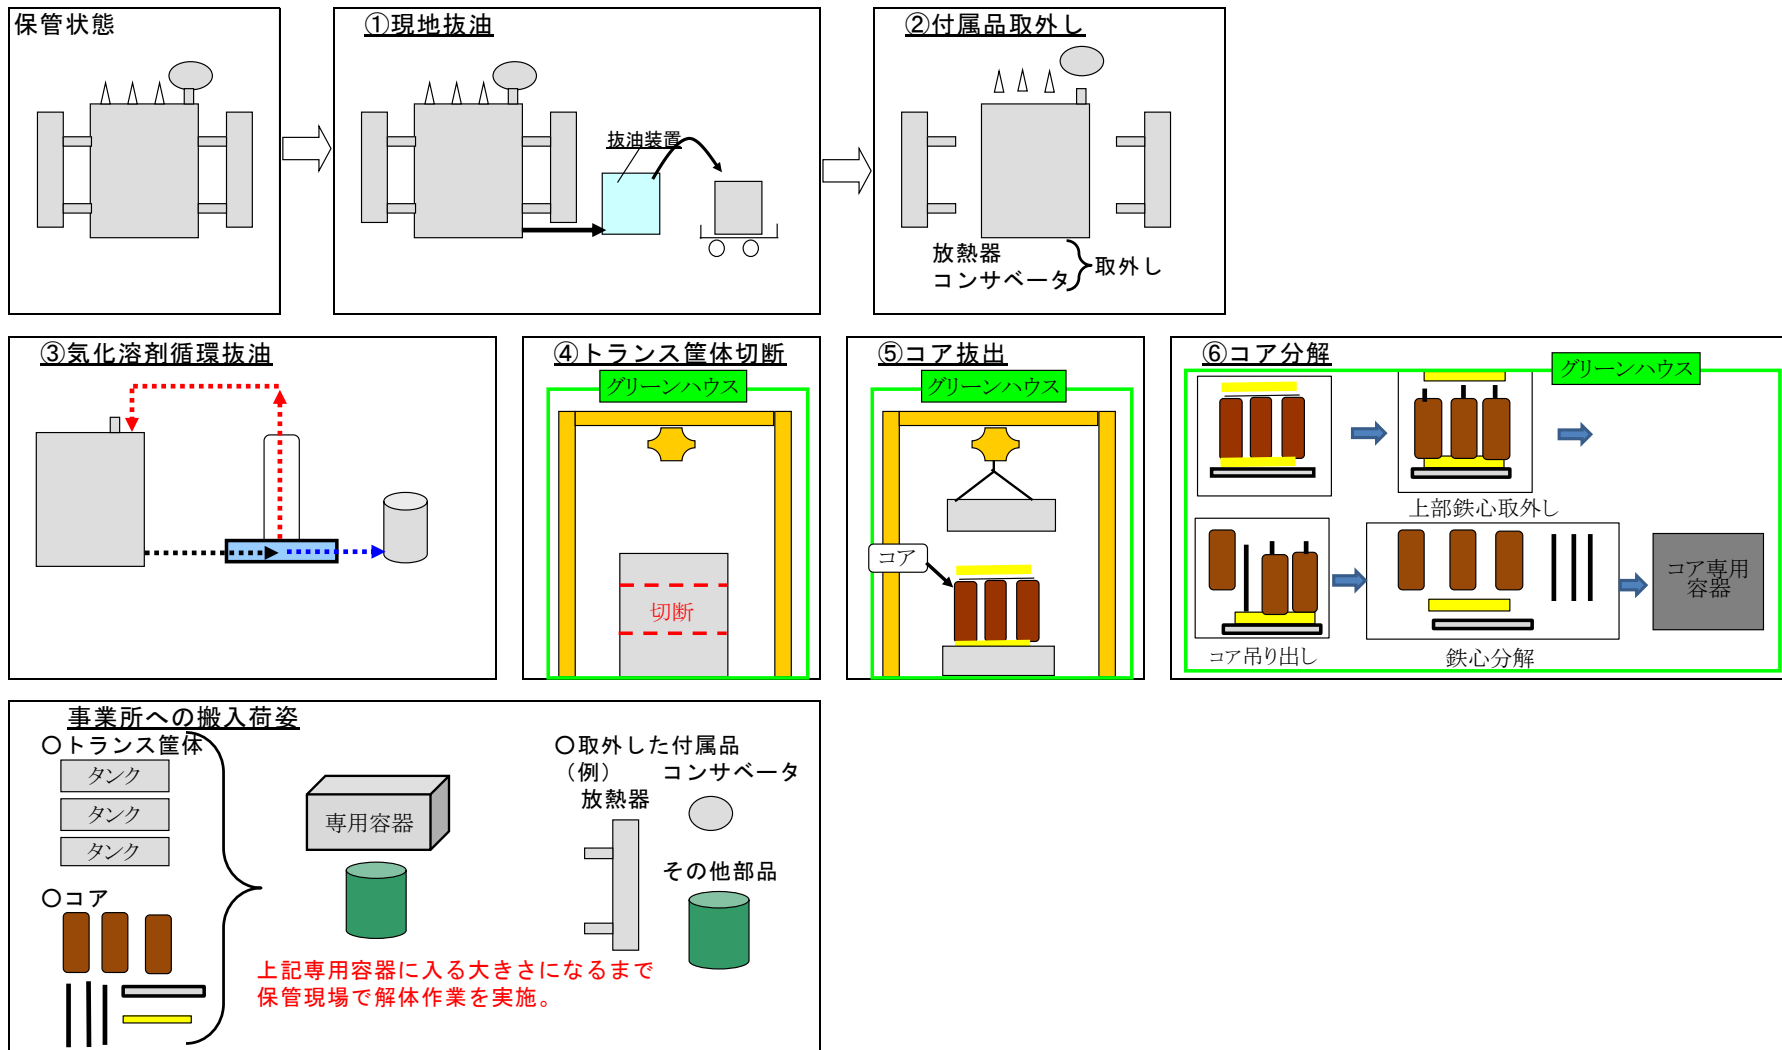 保管状態
①現地抜油
抜油装置
②付属品取外し
放熱器
コンサベータ
取外し
③気化溶剤循環抜油
④トランス筐体切断
グリーンハウス
切断
⑤コア抜出
グリーンハウス
コア
⑥コア分解
グリーンハウス
上部鉄心取外し
コア吊り出し
鉄心分解
コア専用
容器
事業所への搬入荷姿
○トランス筐体
タンク
タンク
タンク
○コア
専用容器
上記専用容器に入る大きさになるまで
保管現場で解体作業を実施。
○取外した付属品
（例）
コンサベータ
放熱器
その他部品